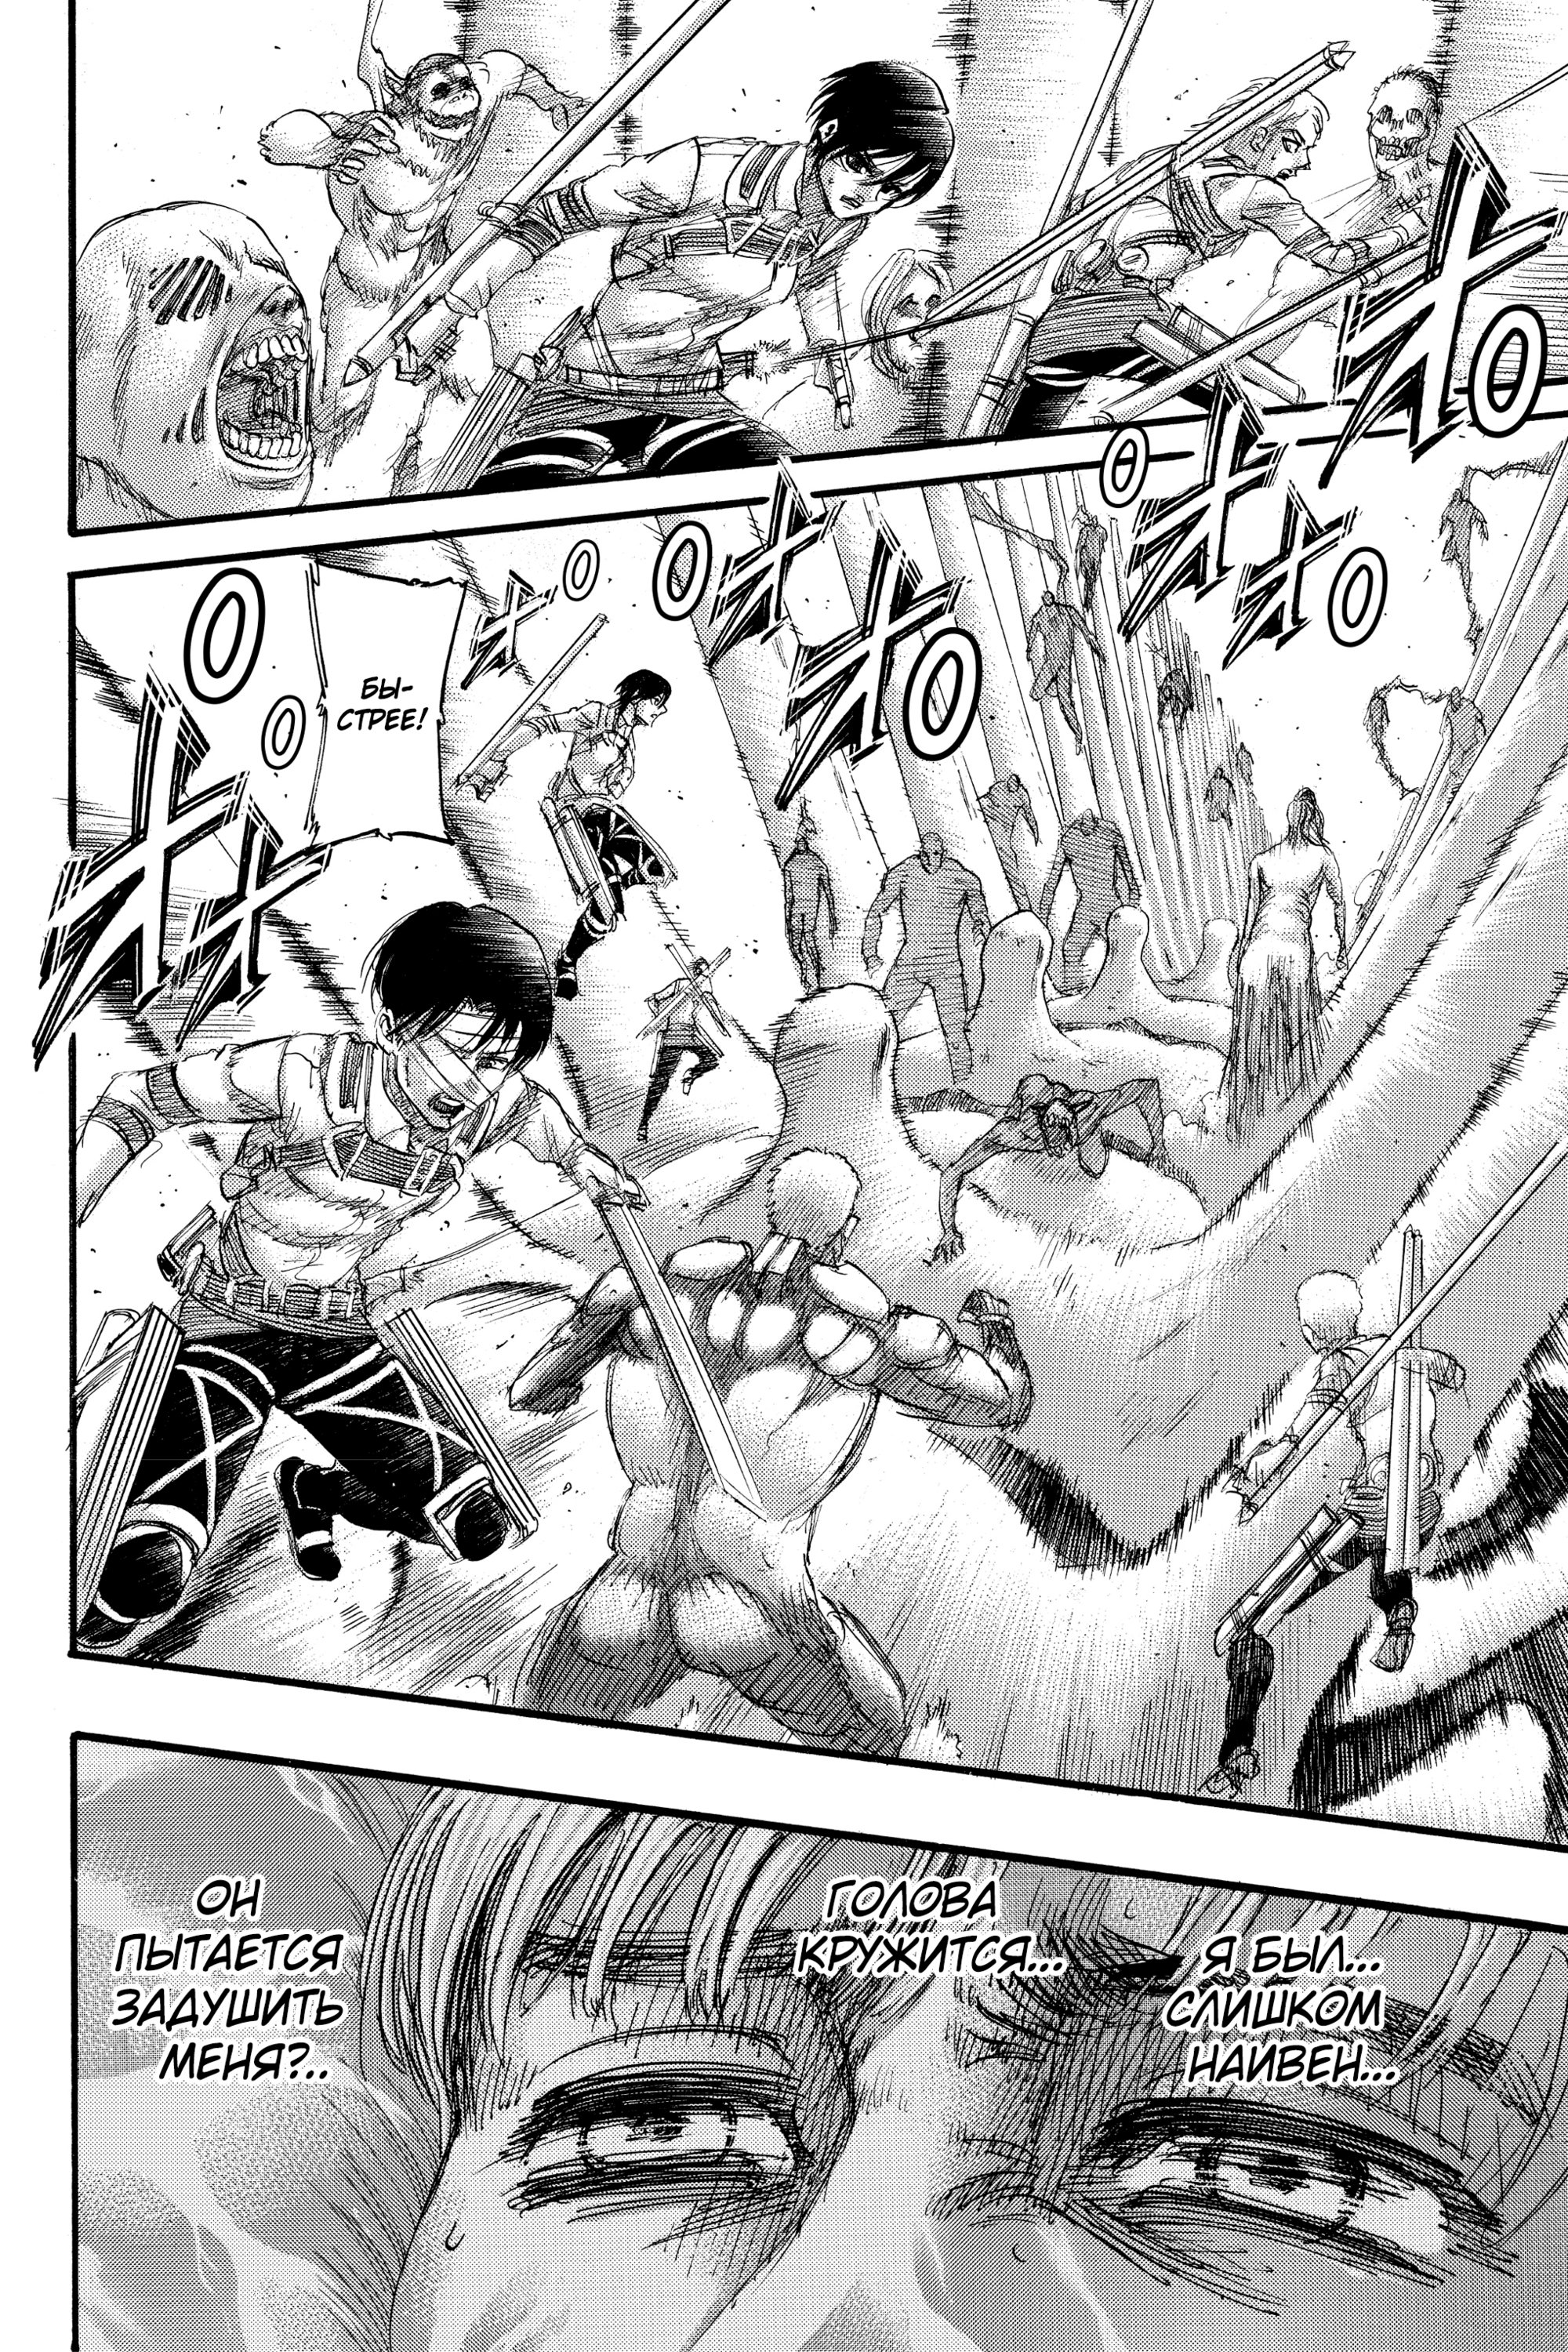 О
О
О
О
О
О
О
О
О
БЫ-
СТРЕЕ!
Я БЫЛ...
СЛИШКОМ
НАИВЕН...
ГОЛОВА
КРУЖИТСЯ...
ОН
ПЫТАЕТСЯ
ЗАДУШИТЬ
МЕНЯ?..